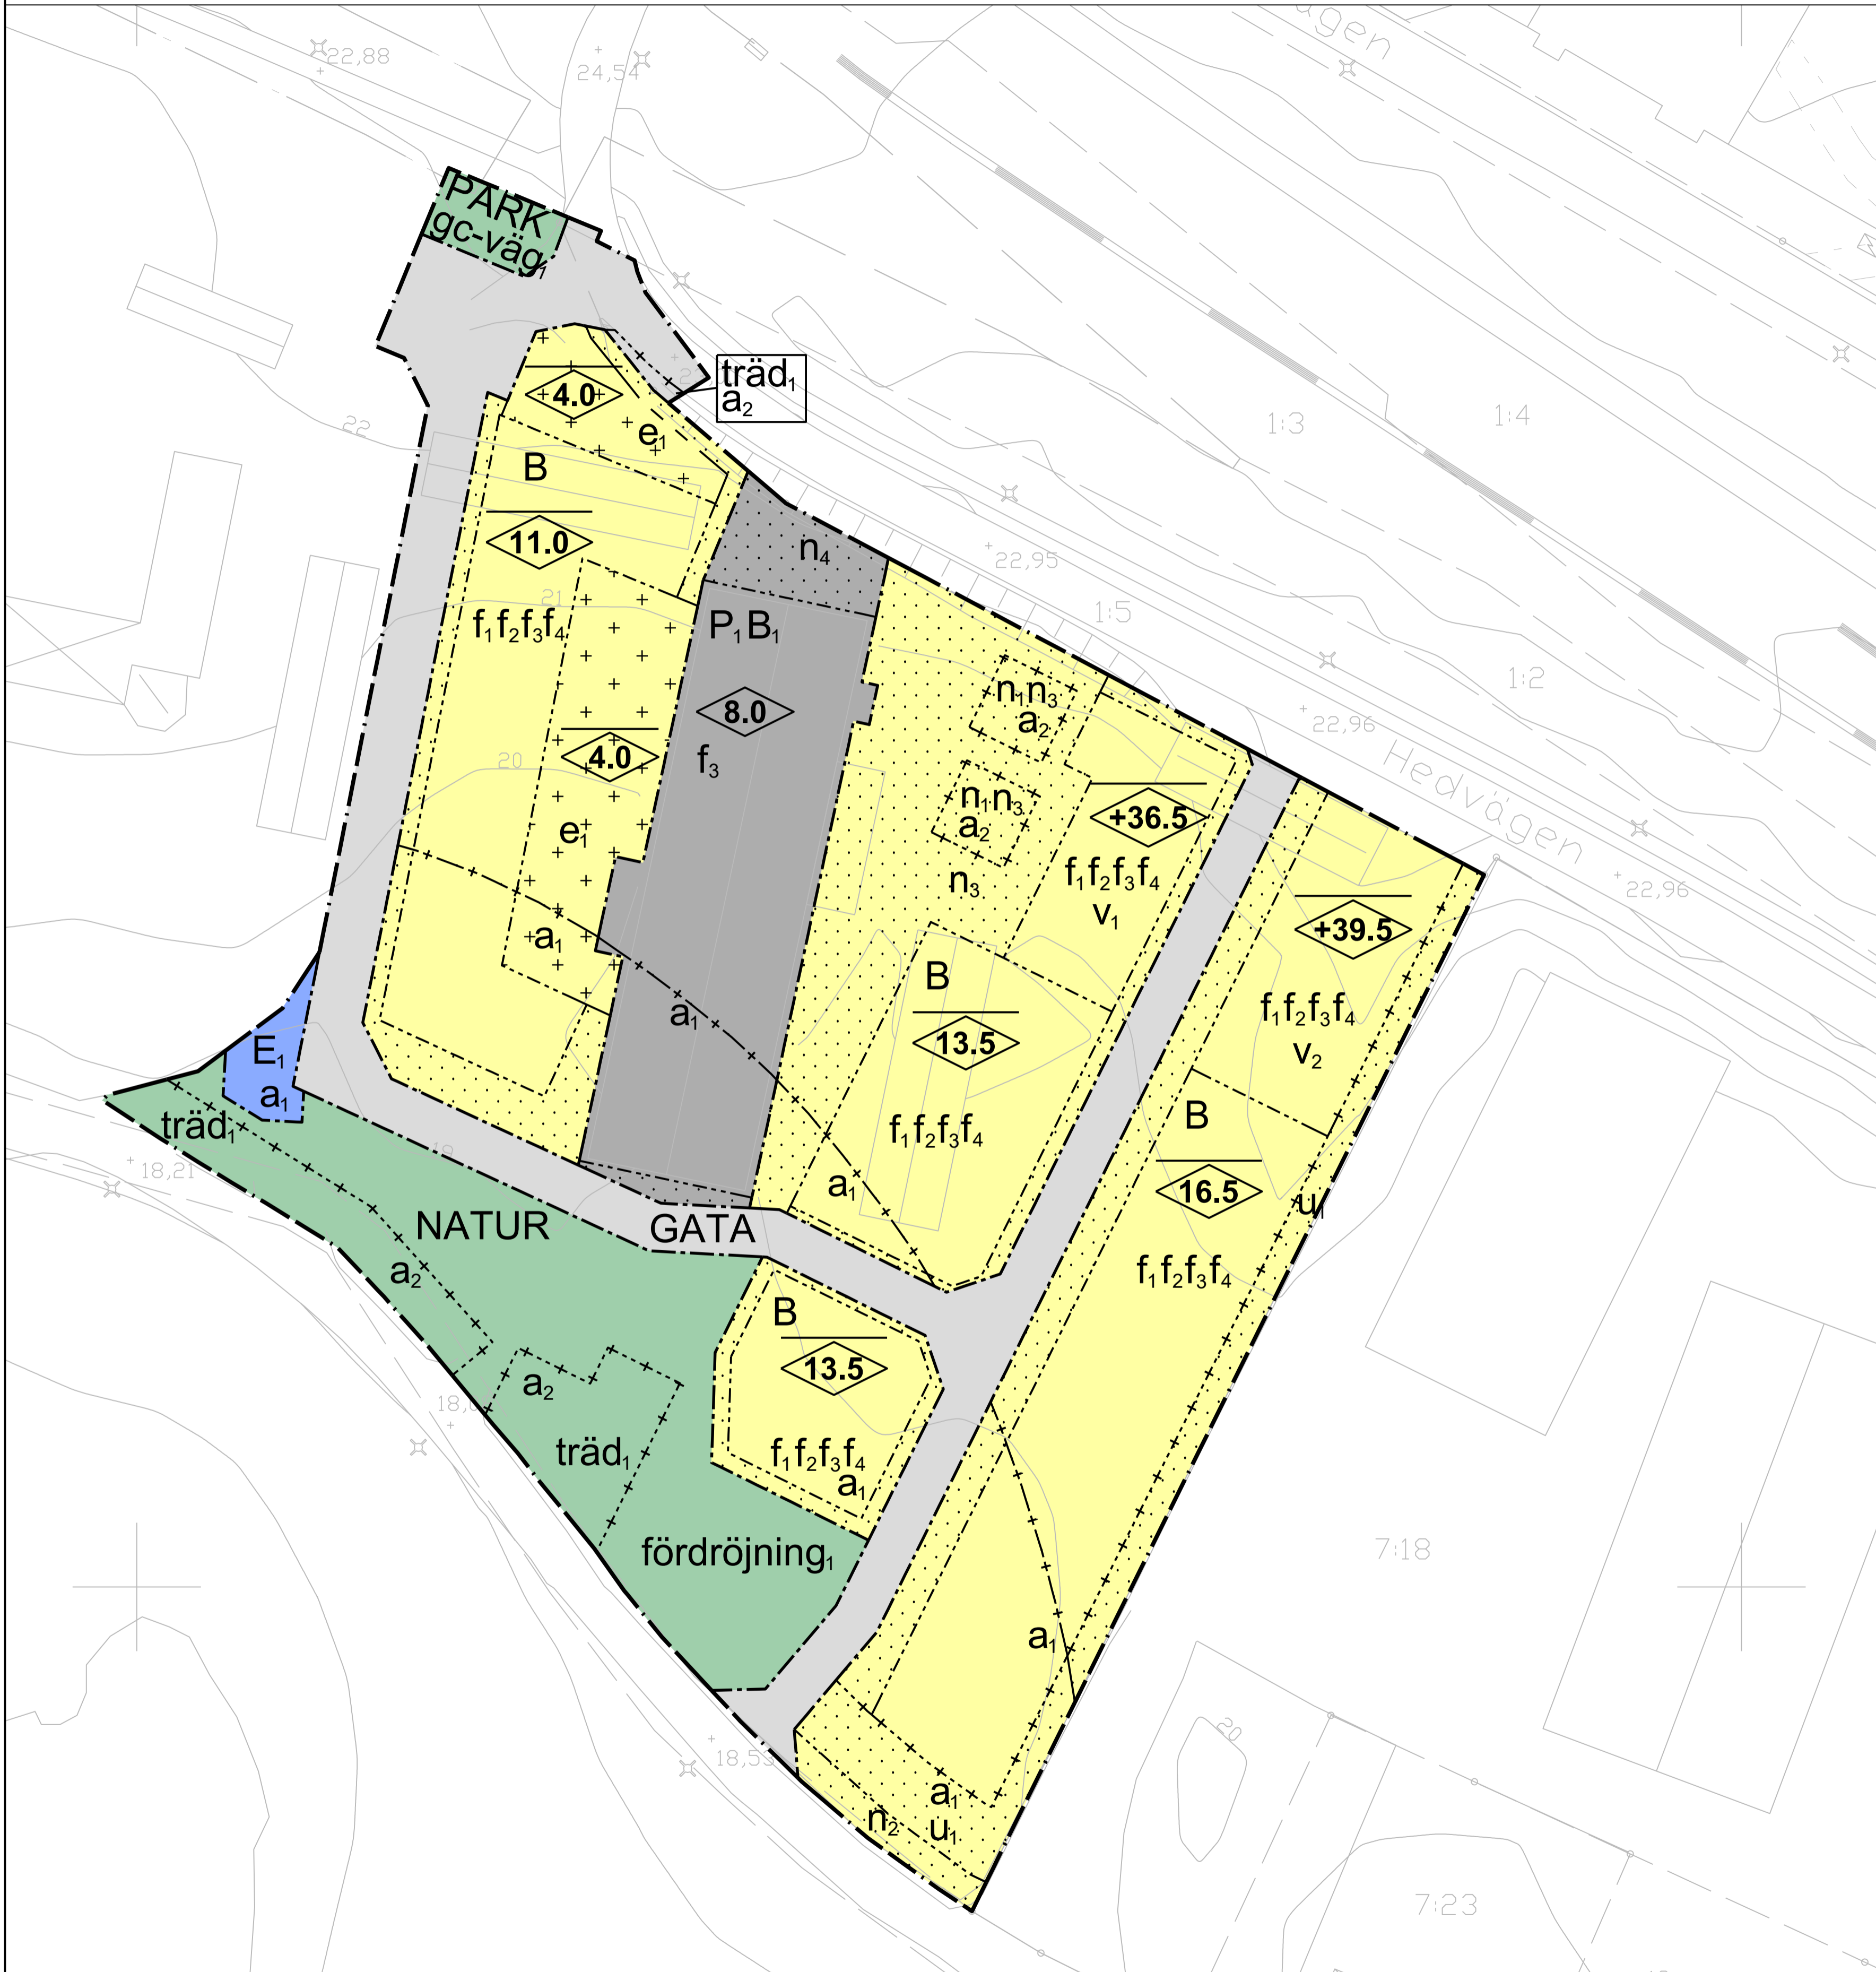 ägen
22,88
24,54
PARK
gc-väg1
träd1
a2
4.0
e1
1:3
1:4
22
B
11.0
n4
22,95
1:5
21
f1f2f3f4
P1B1
1:2
n1n3
a2
8.0
22,96
4.0
f3
20
Hedvägen
n1n3
a2
+36.5
e1
f1f2f3f4
n3
v1
22,96
+39.5
a1
B
f1f2f3f4
a1
13.5
v2
E1
a1
B
träd1
f1f2f3f4
19
18,21
a1
16.5
u1
NATUR
GATA
a2
f1f2f3f4
B
13.5
a2
träd1
f1f2f3f4
a1
fördröjning1
7:18
a1
20
18,53
a1
n2
u1
7:23